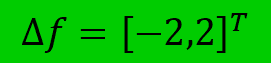 Δf = [−2,2]ᵀ